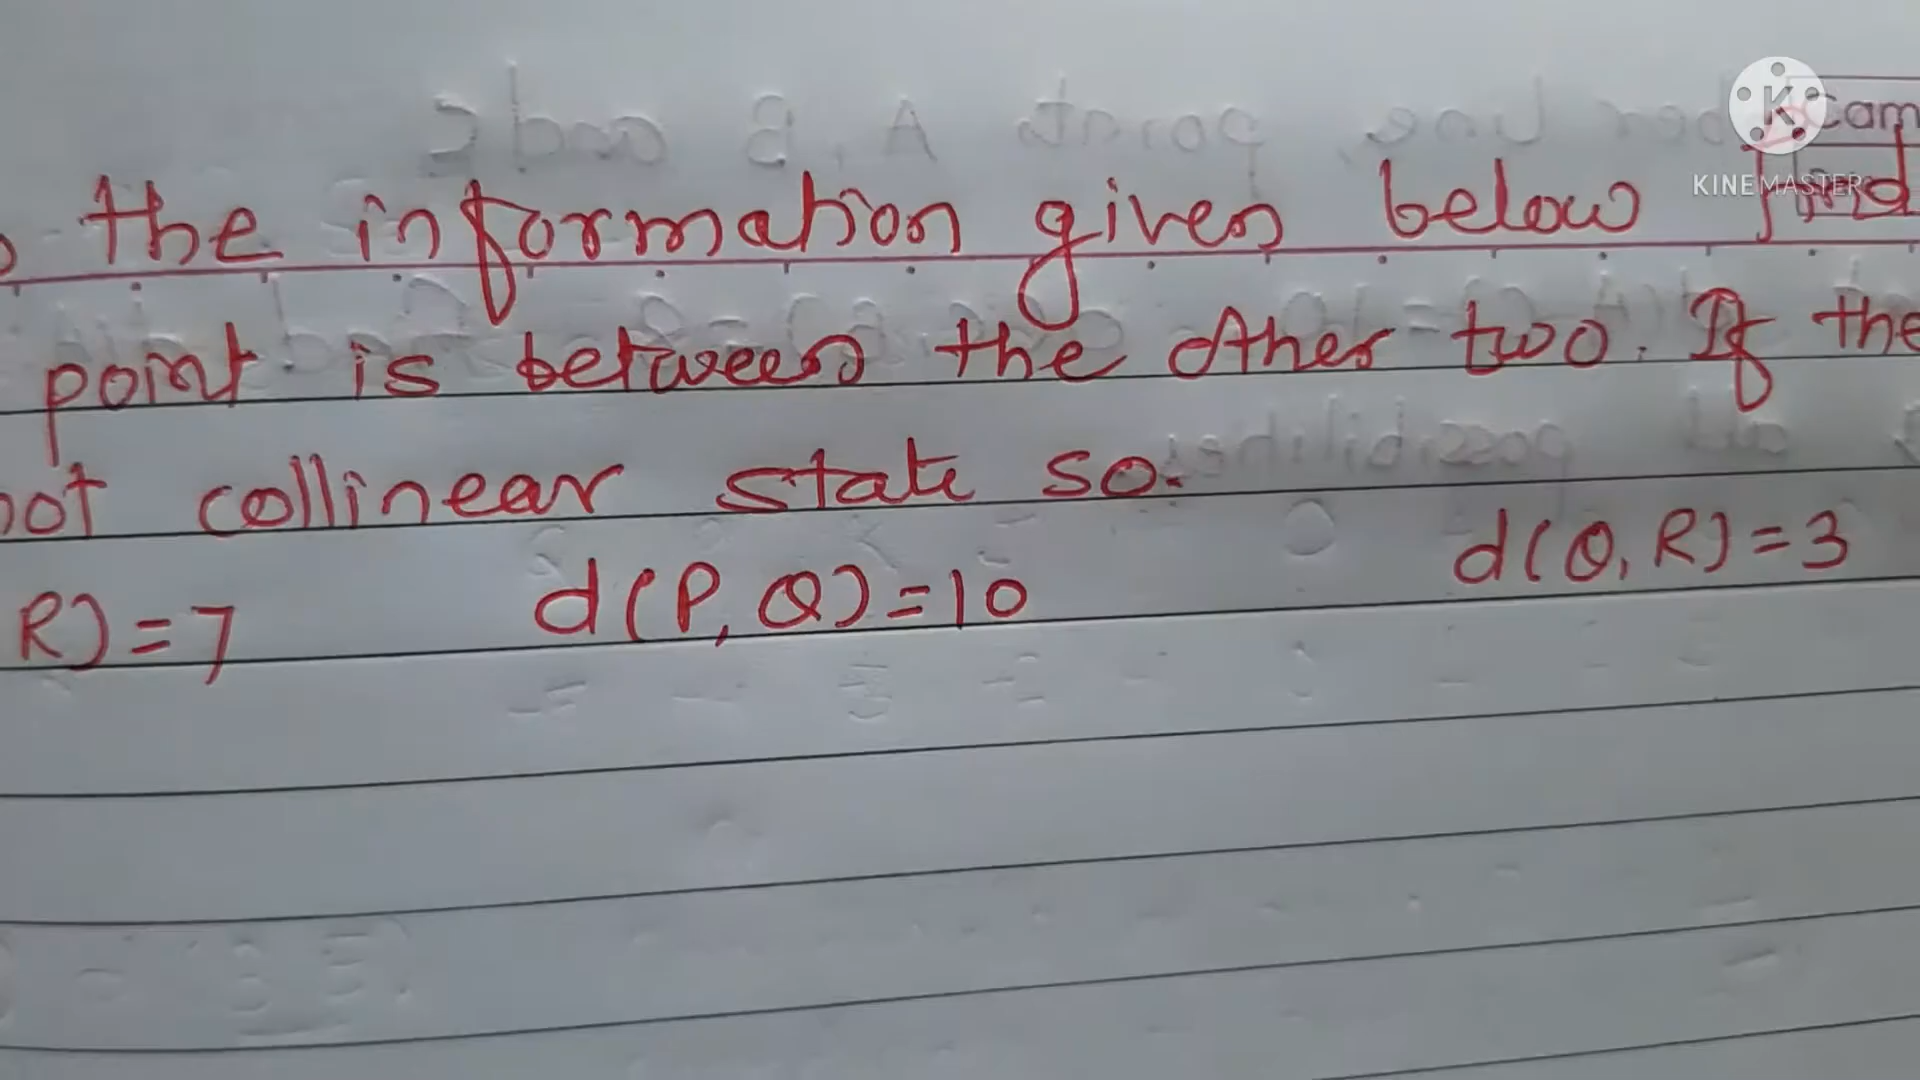 the information given below find
point is between the other two. If the
not collinear state so.
R) = 7 d(P, Q) = 10 d(Q, R) = 3
KINEMASTER
Cam